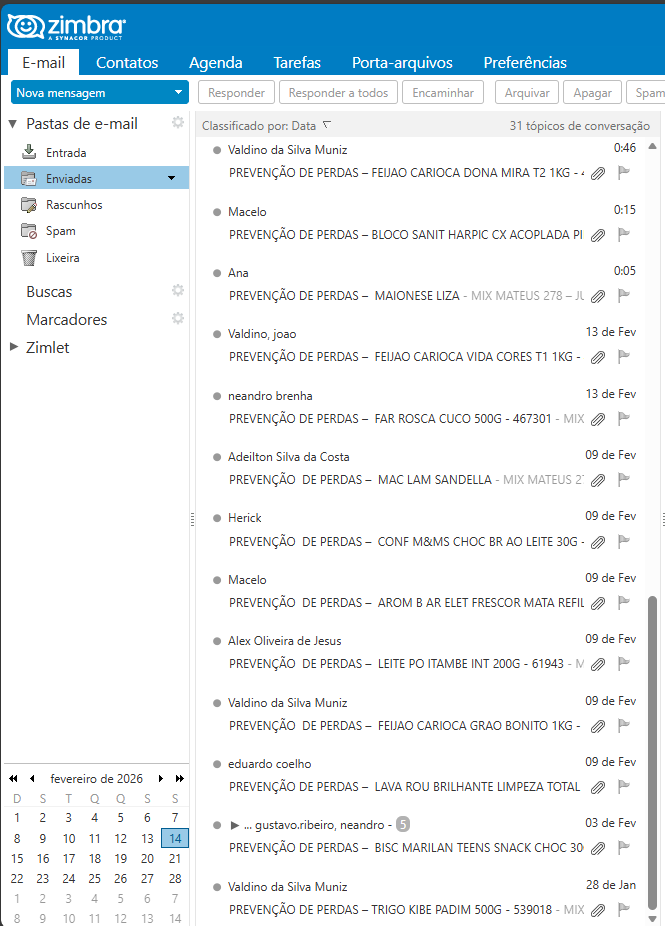 zimbra
A SYNACOR PRODUCT
E-mail Contatos Agenda Tarefas Porta-arquivos Preferências
Nova mensagem Responder Responder a todos Encaminhar Arquivar Apagar Spam
Pastas de e-mail
Entrada
Enviadas
Rascunhos
Spam
Lixeira
Buscas
Marcadores
Zimlet
Classificado por: Data 31 tópicos de conversação
Valdino da Silva Muniz 0:46
PREVENÇÃO DE PERDAS – FEIJAO CARIOCA DONA MIRA T2 1KG -
Macelo 0:15
PREVENÇÃO DE PERDAS – BLOCO SANIT HARPIC CX ACOPLADA
Ana 0:05
PREVENÇÃO DE PERDAS – MAIONESE LIZA - MIX MATEUS 278 –
Valdino, joao 13 de Fev
PREVENÇÃO DE PERDAS – FEIJAO CARIOCA VIDA CORES T1 1KG -
neandro brenha 13 de Fev
PREVENÇÃO DE PERDAS – FAR ROSCA CUCO 500G - 467301 - MIX
Adeilton Silva da Costa 09 de Fev
PREVENÇÃO DE PERDAS – MAC LAM SANDELLA - MIX MATEUS
Herick 09 de Fev
PREVENÇÃO DE PERDAS – CONF M&MS CHOC BR AO LEITE 30G -
Macelo 09 de Fev
PREVENÇÃO DE PERDAS – AROM B AR ELET FRESCOR MATA REFIL
Alex Oliveira de Jesus 09 de Fev
PREVENÇÃO DE PERDAS – LEITE PO ITAMBE INT 200G - 61943 - M
Valdino da Silva Muniz 09 de Fev
PREVENÇÃO DE PERDAS – FEIJAO CARIOCA GRAO BONITO 1KG -
eduardo coelho 09 de Fev
PREVENÇÃO DE PERDAS – LAVA ROU BRILHANTE LIMPEZA TOTAL
... gustavo.ribeiro, neandro - 5 03 de Fev
PREVENÇÃO DE PERDAS – BISC MARILAN TEENS SNACK CHOC 30
Valdino da Silva Muniz 28 de Jan
PREVENÇÃO DE PERDAS – TRIGO KIBE PADIM 500G - 539018 - MIX
fevereiro de 2026
D S T Q Q S S
1 2 3 4 5 6 7
8 9 10 11 12 13 14
15 16 17 18 19 20 21
22 23 24 25 26 27 28
1 2 3 4 5 6 7
8 9 10 11 12 13 14